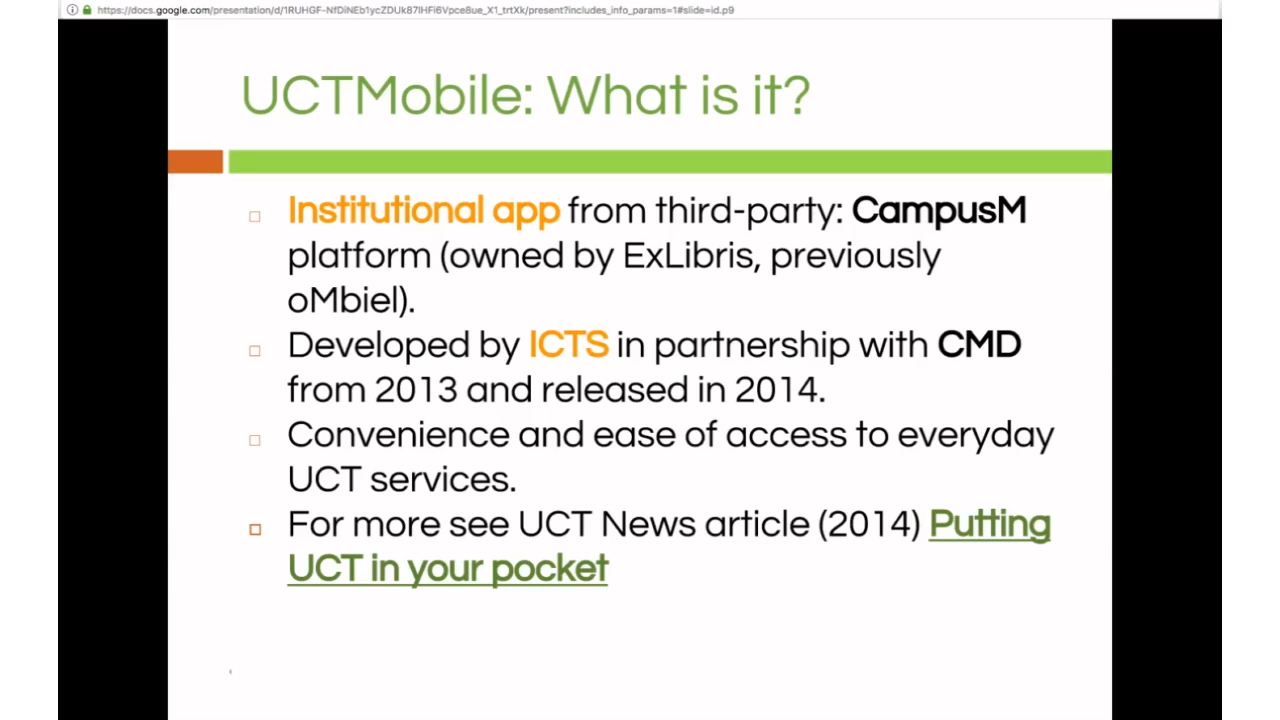 https://docs.google.com/presentation/d/1RUHGF-NfDiNEb1ycZDUk87lHFi6Vpce8ue_X1_trtXk/present?includes_info_params=1#slide=id.p9
UCTMobile: What is it?
Institutional app from third-party: CampusM
platform (owned by ExLibris, previously
oMbiel).
Developed by ICTS in partnership with CMD
from 2013 and released in 2014.
Convenience and ease of access to everyday
UCT services.
For more see UCT News article (2014) Putting
UCT in your pocket